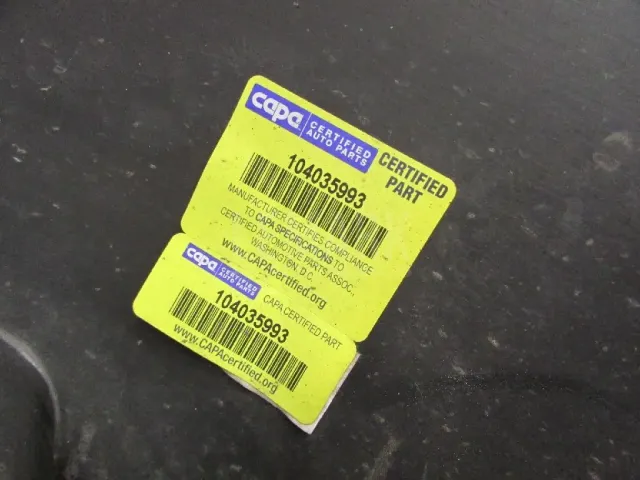 capa CERTIFIED AUTO PARTS
CERTIFIED PART
104035993
MANUFACTURER CERTIFIES COMPLIANCE
TO CAPA SPECIFICATIONS TO
CERTIFIED AUTOMOTIVE PARTS ASSOC.,
WASHINGTON, D.C.
www.CAPAcertified.org
capa CERTIFIED AUTO PARTS
CAPA CERTIFIED PART
104035993
www.CAPAcertified.org